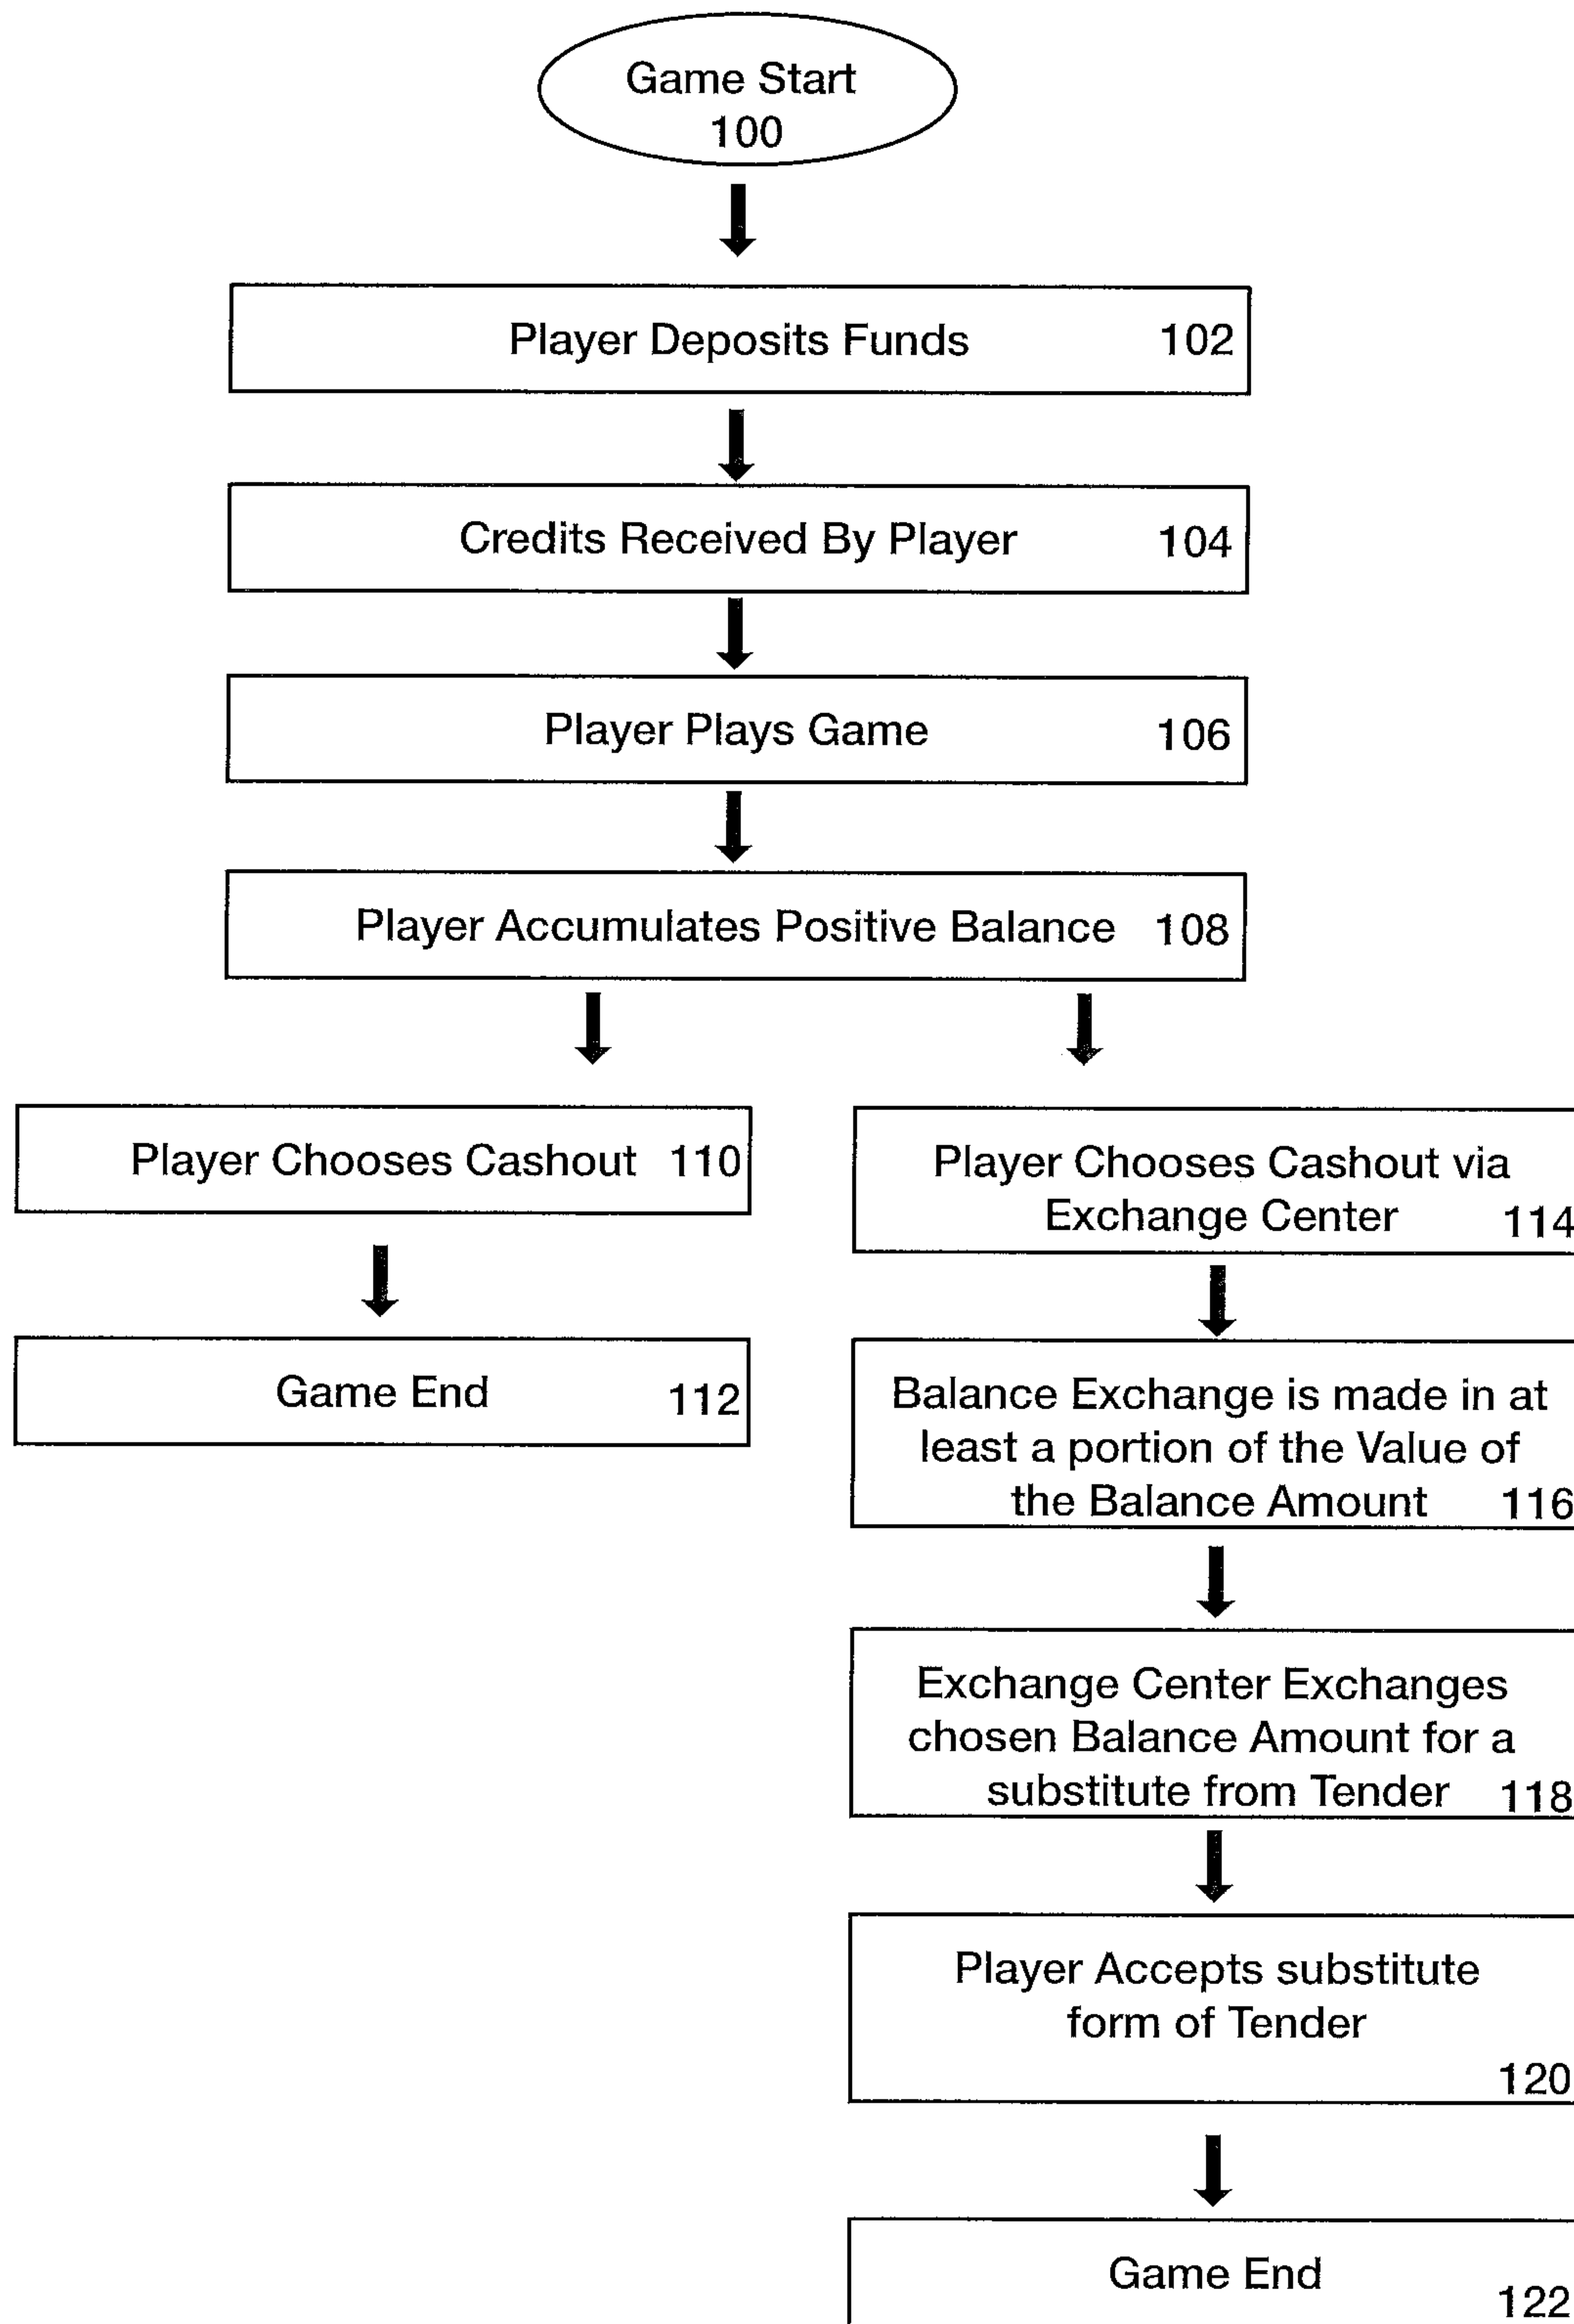 Game Start
100
Player Deposits Funds 102
Credits Received By Player 104
Player Plays Game 106
Player Accumulates Positive Balance 108
Player Chooses Cashout 110
Game End 112
Player Chooses Cashout via
Exchange Center 114
Balance Exchange is made in at
least a portion of the Value of
the Balance Amount 116
Exchange Center Exchanges
chosen Balance Amount for a
substitute from Tender 118
Player Accepts substitute
form of Tender
120
Game End
122